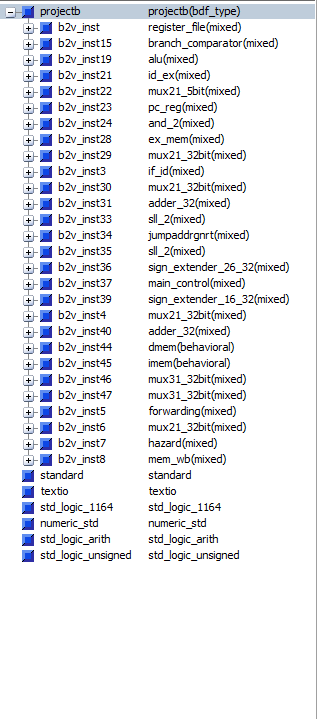 projectb projectb(bdf_type)
b2v_inst register_file(mixed)
b2v_inst15 branch_comparator(mixed)
b2v_inst19 alu(mixed)
b2v_inst21 id_ex(mixed)
b2v_inst22 mux21_5bit(mixed)
b2v_inst23 pc_reg(mixed)
b2v_inst24 and_2(mixed)
b2v_inst28 ex_mem(mixed)
b2v_inst29 mux21_32bit(mixed)
b2v_inst3 if_id(mixed)
b2v_inst30 mux21_32bit(mixed)
b2v_inst31 adder_32(mixed)
b2v_inst33 sll_2(mixed)
b2v_inst34 jumpaddrgnrt(mixed)
b2v_inst35 sll_2(mixed)
b2v_inst36 sign_extender_26_32(mixed)
b2v_inst37 main_control(mixed)
b2v_inst39 sign_extender_16_32(mixed)
b2v_inst4 mux21_32bit(mixed)
b2v_inst40 adder_32(mixed)
b2v_inst44 dmem(behavioral)
b2v_inst45 imem(behavioral)
b2v_inst46 mux31_32bit(mixed)
b2v_inst47 mux31_32bit(mixed)
b2v_inst5 forwarding(mixed)
b2v_inst6 mux21_32bit(mixed)
b2v_inst7 hazard(mixed)
b2v_inst8 mem_wb(mixed)
standard standard
textio textio
std_logic_1164 std_logic_1164
numeric_std numeric_std
std_logic_arith std_logic_arith
std_logic_unsigned std_logic_unsigned